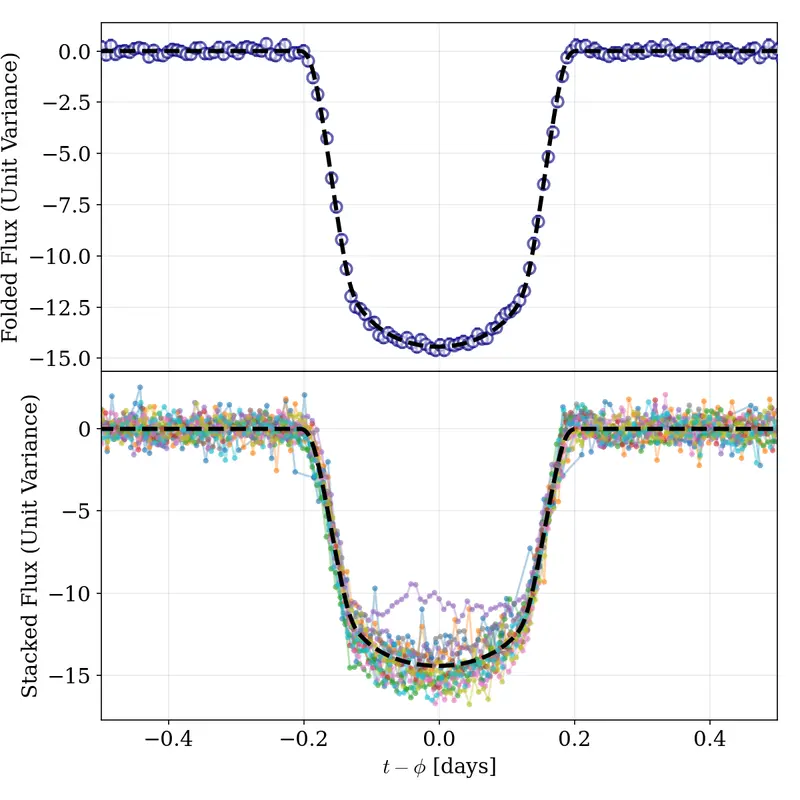 Folded Flux (Unit Variance)
0.0
−2.5
−5.0
−7.5
−10.0
−12.5
−15.0
Stacked Flux (Unit Variance)
0
−5
−10
−15
−0.4 −0.2 0.0 0.2 0.4
t − ϕ [days]